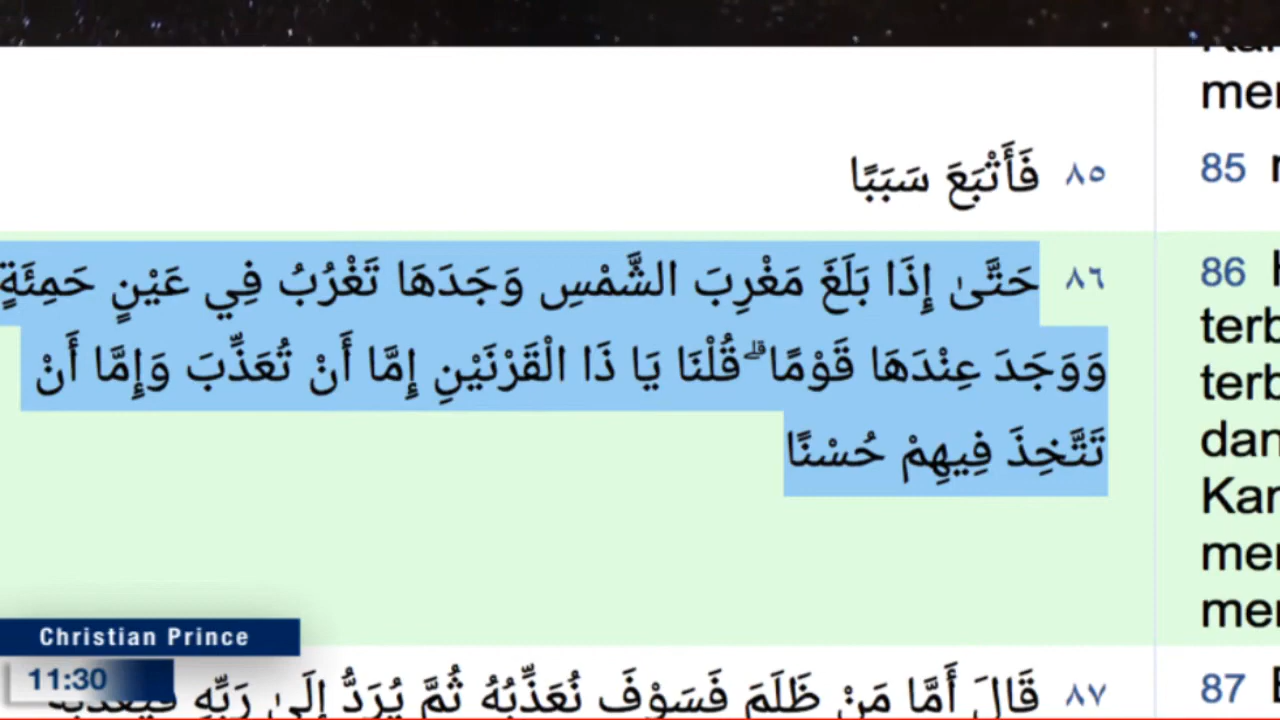 ٨٥ فَأَتْبَعَ سَبَبًا
٨٦ حَتَّىٰ إِذَا بَلَغَ مَغْرِبَ الشَّمْسِ وَجَدَهَا تَغْرُبُ فِي عَيْنٍ حَمِئَةٍ
وَوَجَدَ عِنْدَهَا قَوْمًا ۗ قُلْنَا يَا ذَا الْقَرْنَيْنِ إِمَّا أَنْ تُعَذِّبَ وَإِمَّا أَنْ
تَتَّخِذَ فِيهِمْ حُسْنًا
٨٧ قَالَ أَمَّا مَنْ ظَلَمَ فَسَوْفَ نُعَذِّبُهُ ثُمَّ يُرَدُّ إِلَىٰ رَبِّهِ فَيُعَذِّبُهُ
mer
85
86
terb
terb
dan
Kar
mer
mer
87
Christian Prince
11:30